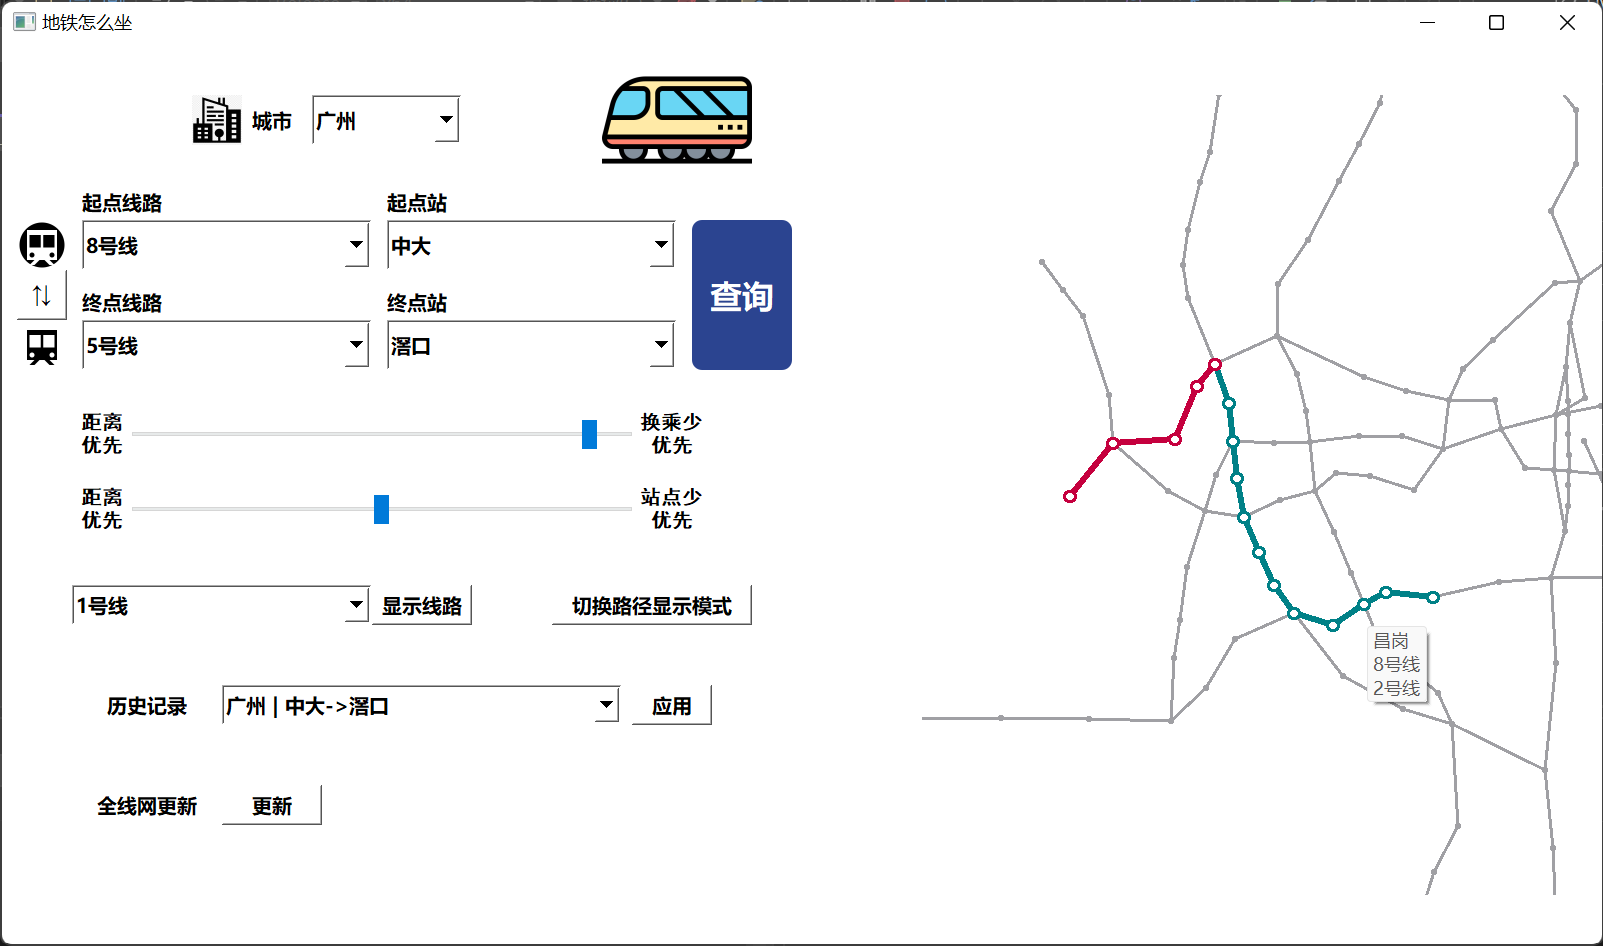 地铁怎么坐
城市
广州
起点线路
起点站
8号线
中大
终点线路
终点站
5号线
滘口
查询
距离
优先
换乘少
优先
距离
优先
站点少
优先
1号线
显示线路
切换路径显示模式
历史记录
广州 | 中大->滘口
应用
全线网更新
更新
昌岗
8号线
2号线